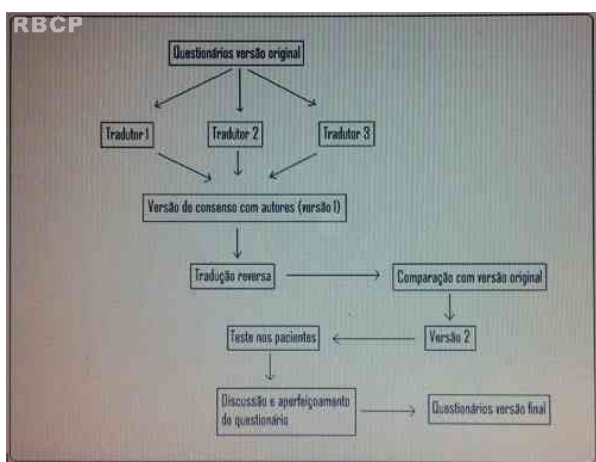 RBCP
Questionários versão original
Tradutor 1
Tradutor 2
Tradutor 3
Versão de consenso com autores (versão 1)
Tradução reversa
Comparação com versão original
Teste nos pacientes
Versão 2
Discussão e aperfeiçoamento
do questionário
Questionários versão final